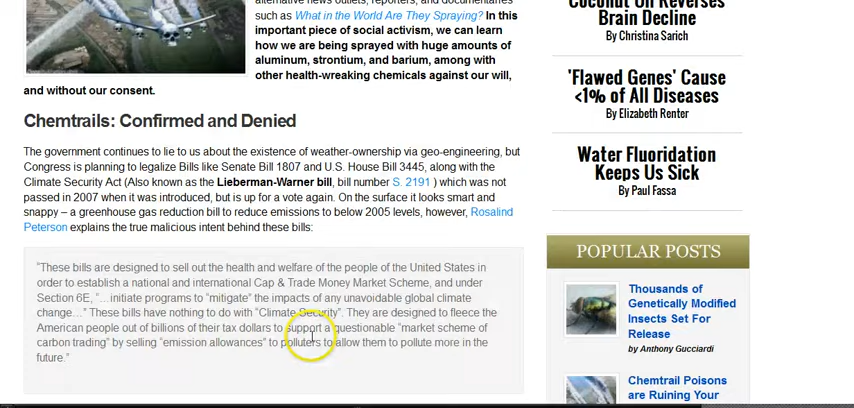 alternative news outlets, reporters, and documentaries
such as What in the World Are They Spraying? In this
important piece of social activism, we can learn
how we are being sprayed with huge amounts of
aluminum, strontium, and barium, among with
other health-wreaking chemicals against our will,
and without our consent.
Chemtrails: Confirmed and Denied
The government continues to lie to us about the existence of weather-ownership via geo-engineering, but
Congress is planning to legalize Bills like Senate Bill 1807 and U.S. House Bill 3445, along with the
Climate Security Act (Also known as the Lieberman-Warner bill, bill number S. 2191 ) which was not
passed in 2007 when it was introduced, but is up for a vote again. On the surface it looks smart and
snappy – a greenhouse gas reduction bill to reduce emissions to below 2005 levels, however, Rosalind
Peterson explains the true malicious intent behind these bills:
“These bills are designed to sell out the health and welfare of the people of the United States in
order to establish a national and international Cap & Trade Money Market Scheme, and under
Section 6E, “… initiate programs to “mitigate” the impacts of any unavoidable global climate
change…” These bills have nothing to do with “Climate Security”. They are designed to fleece the
American people out of billions of their tax dollars to support a questionable “market scheme of
carbon trading” by selling “emission allowances” to polluters to allow them to pollute more in the
future.”
Coconut Oil Reverses
Brain Decline
By Christina Sarich
'Flawed Genes' Cause
<1% of All Diseases
By Elizabeth Renter
Water Fluoridation
Keeps Us Sick
By Paul Fassa
POPULAR POSTS
Thousands of
Genetically Modified
Insects Set For
Release
by Anthony Gucciardi
Chemtrail Poisons
are Ruining Your